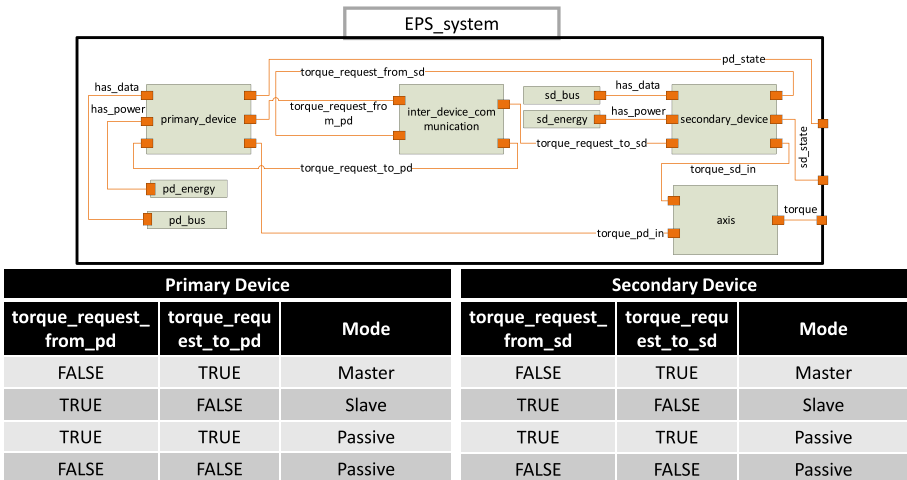 EPS_system
pd_state
torque_request_from_sd
has_data
has_power
primary_device
torque_request_fro
m_pd
inter_device_com
munication
sd_bus
sd_energy
has_data
has_power
secondary_device
torque_request_to_sd
sd_state
torque_request_to_pd
torque_sd_in
pd_energy
pd_bus
axis
torque
torque_pd_in
Primary Device
torque_request_
from_pd
torque_requ
est_to_pd
Mode
FALSE TRUE Master
TRUE FALSE Slave
TRUE TRUE Passive
FALSE FALSE Passive
Secondary Device
torque_request_
from_sd
torque_requ
est_to_sd
Mode
FALSE TRUE Master
TRUE FALSE Slave
TRUE TRUE Passive
FALSE FALSE Passive